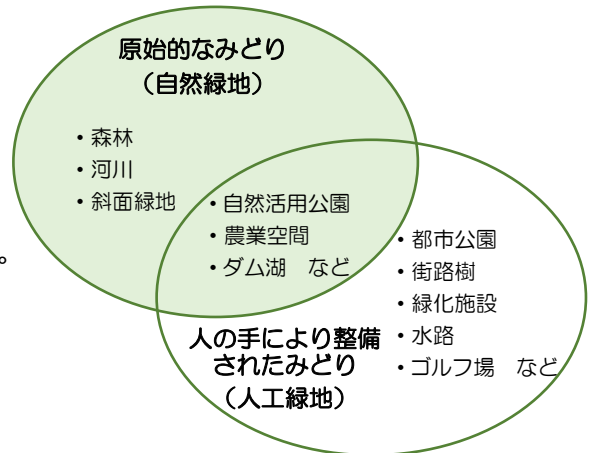 原始的なみどり
（自然緑地）
・森林
・河川
・斜面緑地
・自然活用公園
・農業空間
・ダム湖　など
。
・都市公園
・街路樹
・緑化施設
・水路
・ゴルフ場　など
人の手により整備
されたみどり
（人工緑地）